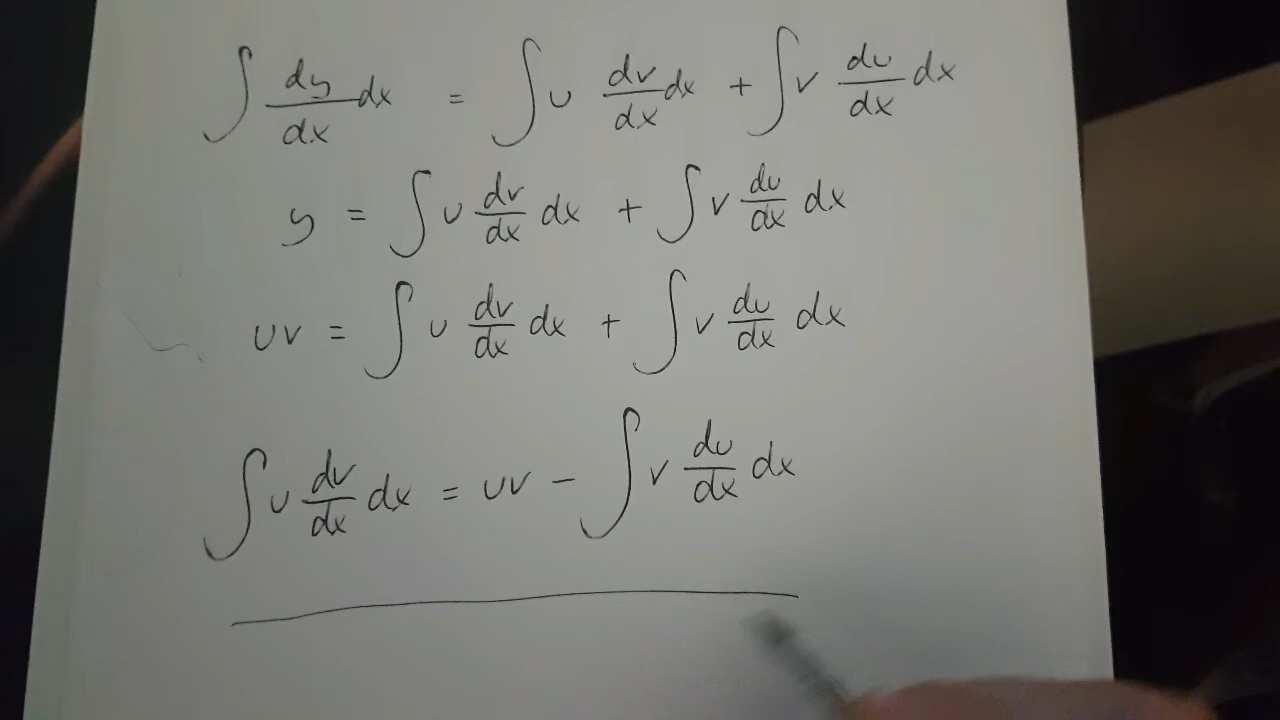 ∫ dy/dx dx = ∫ u dv/dx dx + ∫ v du/dx dx
y = ∫ u dv/dx dx + ∫ v du/dx dx
uv = ∫ u dv/dx dx + ∫ v du/dx dx
∫ u dv/dx dx = uv - ∫ v du/dx dx